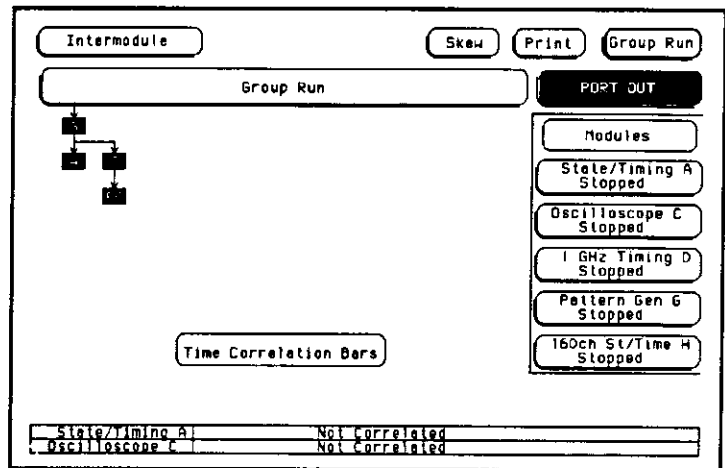 Intermodule
Skew
Print
Group Run
Group Run
PORT OUT
Modules
State/Timing A
Stopped
Oscilloscope C
Stopped
1 GHz Timing D
Stopped
Pattern Gen G
Stopped
160ch St/Time H
Stopped
Time Correlation Bars
State/Timing A Not Correlated
Oscilloscope C Not Correlated